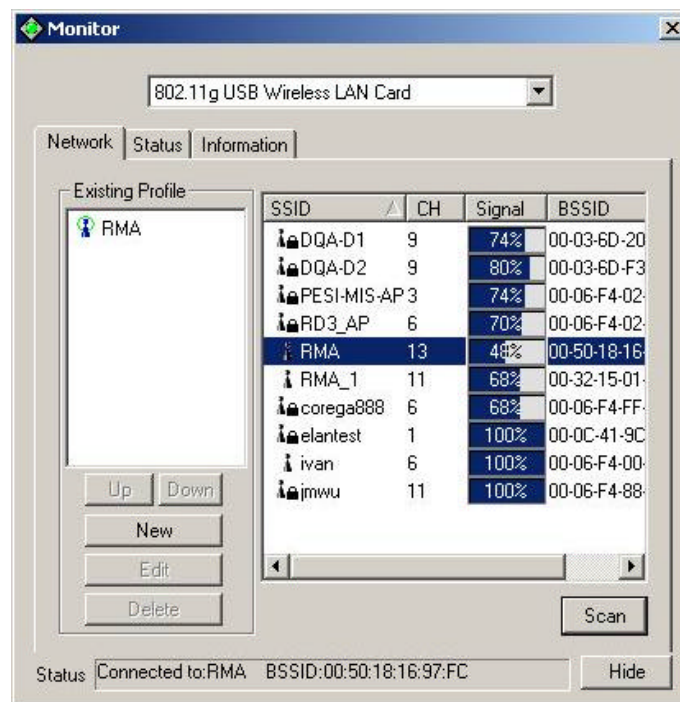 Monitor
802.11g USB Wireless LAN Card
Network Status Information
Existing Profile
RMA
SSID CH Signal BSSID
DQA-D1 9 74% 00-03-6D-20
DQA-D2 9 80% 00-03-6D-F3
PESI-MIS-AP 3 74% 00-06-F4-02-
RD3_AP 6 70% 00-06-F4-02-
RMA 13 48% 00-50-18-16-
RMA_1 11 68% 00-32-15-01-
corega888 6 68% 00-06-F4-FF-
elantest 1 100% 00-0C-41-9C
ivan 6 100% 00-06-F4-00-
jmwu 11 100% 00-06-F4-88-
Up Down
New
Edit
Delete
Scan
Status Connected to:RMA BSSID:00:50:18:16:97:FC Hide